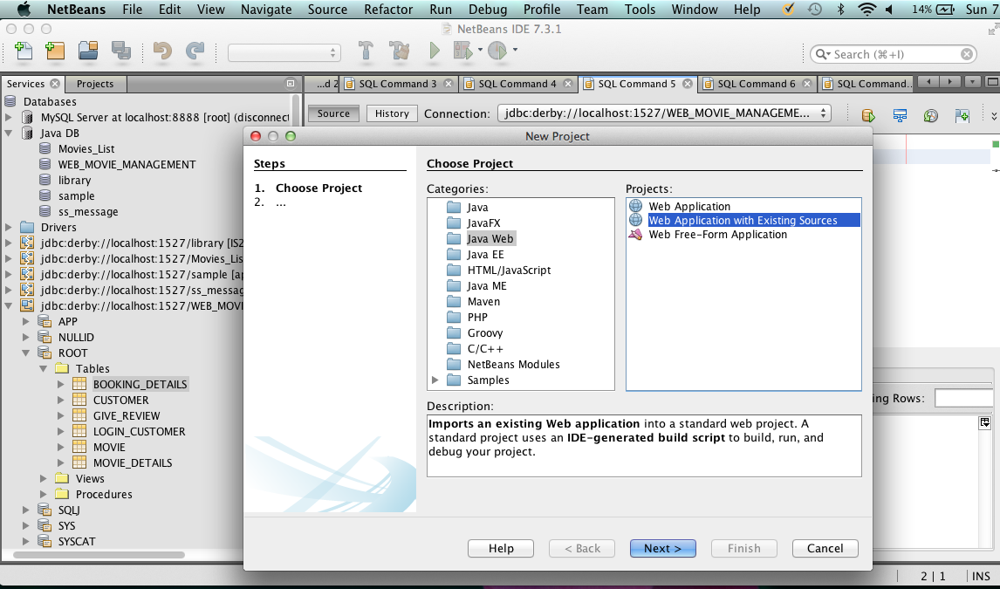 NetBeans File Edit View Navigate Source Refactor Run Debug Profile Team Tools Window Help 14% Sun 7
NetBeans IDE 7.3.1
Search (⌘+I)
Services Projects
...d 2 SQL Command 3 SQL Command 4 SQL Command 5 SQL Command 6 SQL Command...
Source History Connection: jdbc:derby://localhost:1527/WEB_MOVIE_MANAGEME...
Databases
MySQL Server at localhost:8888 [root] (disconnect
Java DB
Movies_List
WEB_MOVIE_MANAGEMENT
library
sample
ss_message
Drivers
jdbc:derby://localhost:1527/library [IS
jdbc:derby://localhost:1527/Movies_Lis
jdbc:derby://localhost:1527/sample [a
jdbc:derby://localhost:1527/ss_messag
jdbc:derby://localhost:1527/WEB_MOVI
APP
NULLID
ROOT
Tables
BOOKING_DETAILS
CUSTOMER
GIVE_REVIEW
LOGIN_CUSTOMER
MOVIE
MOVIE_DETAILS
Views
Procedures
SQLJ
SYS
SYSCAT
New Project
Steps
1. Choose Project
2. ...
Choose Project
Categories:
Java
JavaFX
Java Web
Java EE
HTML/JavaScript
Java ME
Maven
PHP
Groovy
C/C++
NetBeans Modules
Samples
Projects:
Web Application
Web Application with Existing Sources
Web Free-Form Application
Description:
Imports an existing Web application into a standard web project. A
standard project uses an IDE-generated build script to build, run, and
debug your project.
Help < Back Next > Finish Cancel
ing Rows:
2 | 1 INS